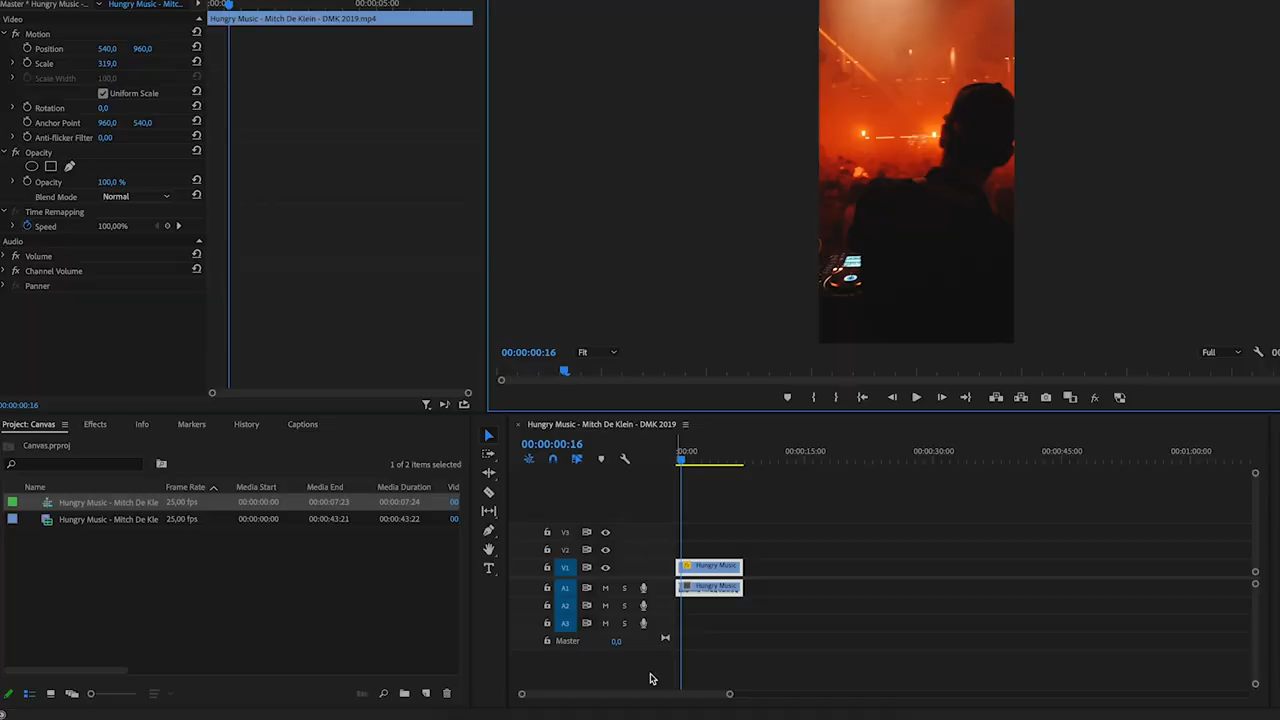 Master * Hungry Music -... Hungry Music - Mitc...
:00:00 00:00:05:00
Video
Hungry Music - Mitch De Klein - DMK 2019.mp4
fx Motion
Position 540,0 960,0
Scale 319,0
Scale Width 100,0
Uniform Scale
Rotation 0,0
Anchor Point 960,0 540,0
Anti-flicker Filter 0,00
fx Opacity
Opacity 100,0 %
Blend Mode Normal
Time Remapping
Speed 100,00%
Audio
fx Volume
fx Channel Volume
fx Panner
00:00:00:16
00:00:00:16 Fit Full 00
fx
Project: Canvas Effects Info Markers History Captions
Canvas.prproj
1 of 2 items selected
Name Frame Rate Media Start Media End Media Duration Vid
Hungry Music - Mitch De Kle 25,00 fps 00:00:00:00 00:00:07:23 00:00:07:24 00
Hungry Music - Mitch De Kle 25,00 fps 00:00:00:00 00:00:43:21 00:00:43:22 00
× Hungry Music - Mitch De Klein - DMK 2019
00:00:00:16
:00:00 00:00:15:00 00:00:30:00 00:00:45:00 00:01:00:00
V3
V2
V1 Hungry Music
A1 M S Hungry Music
A2 M S
A3 M S
Master 0,0
T